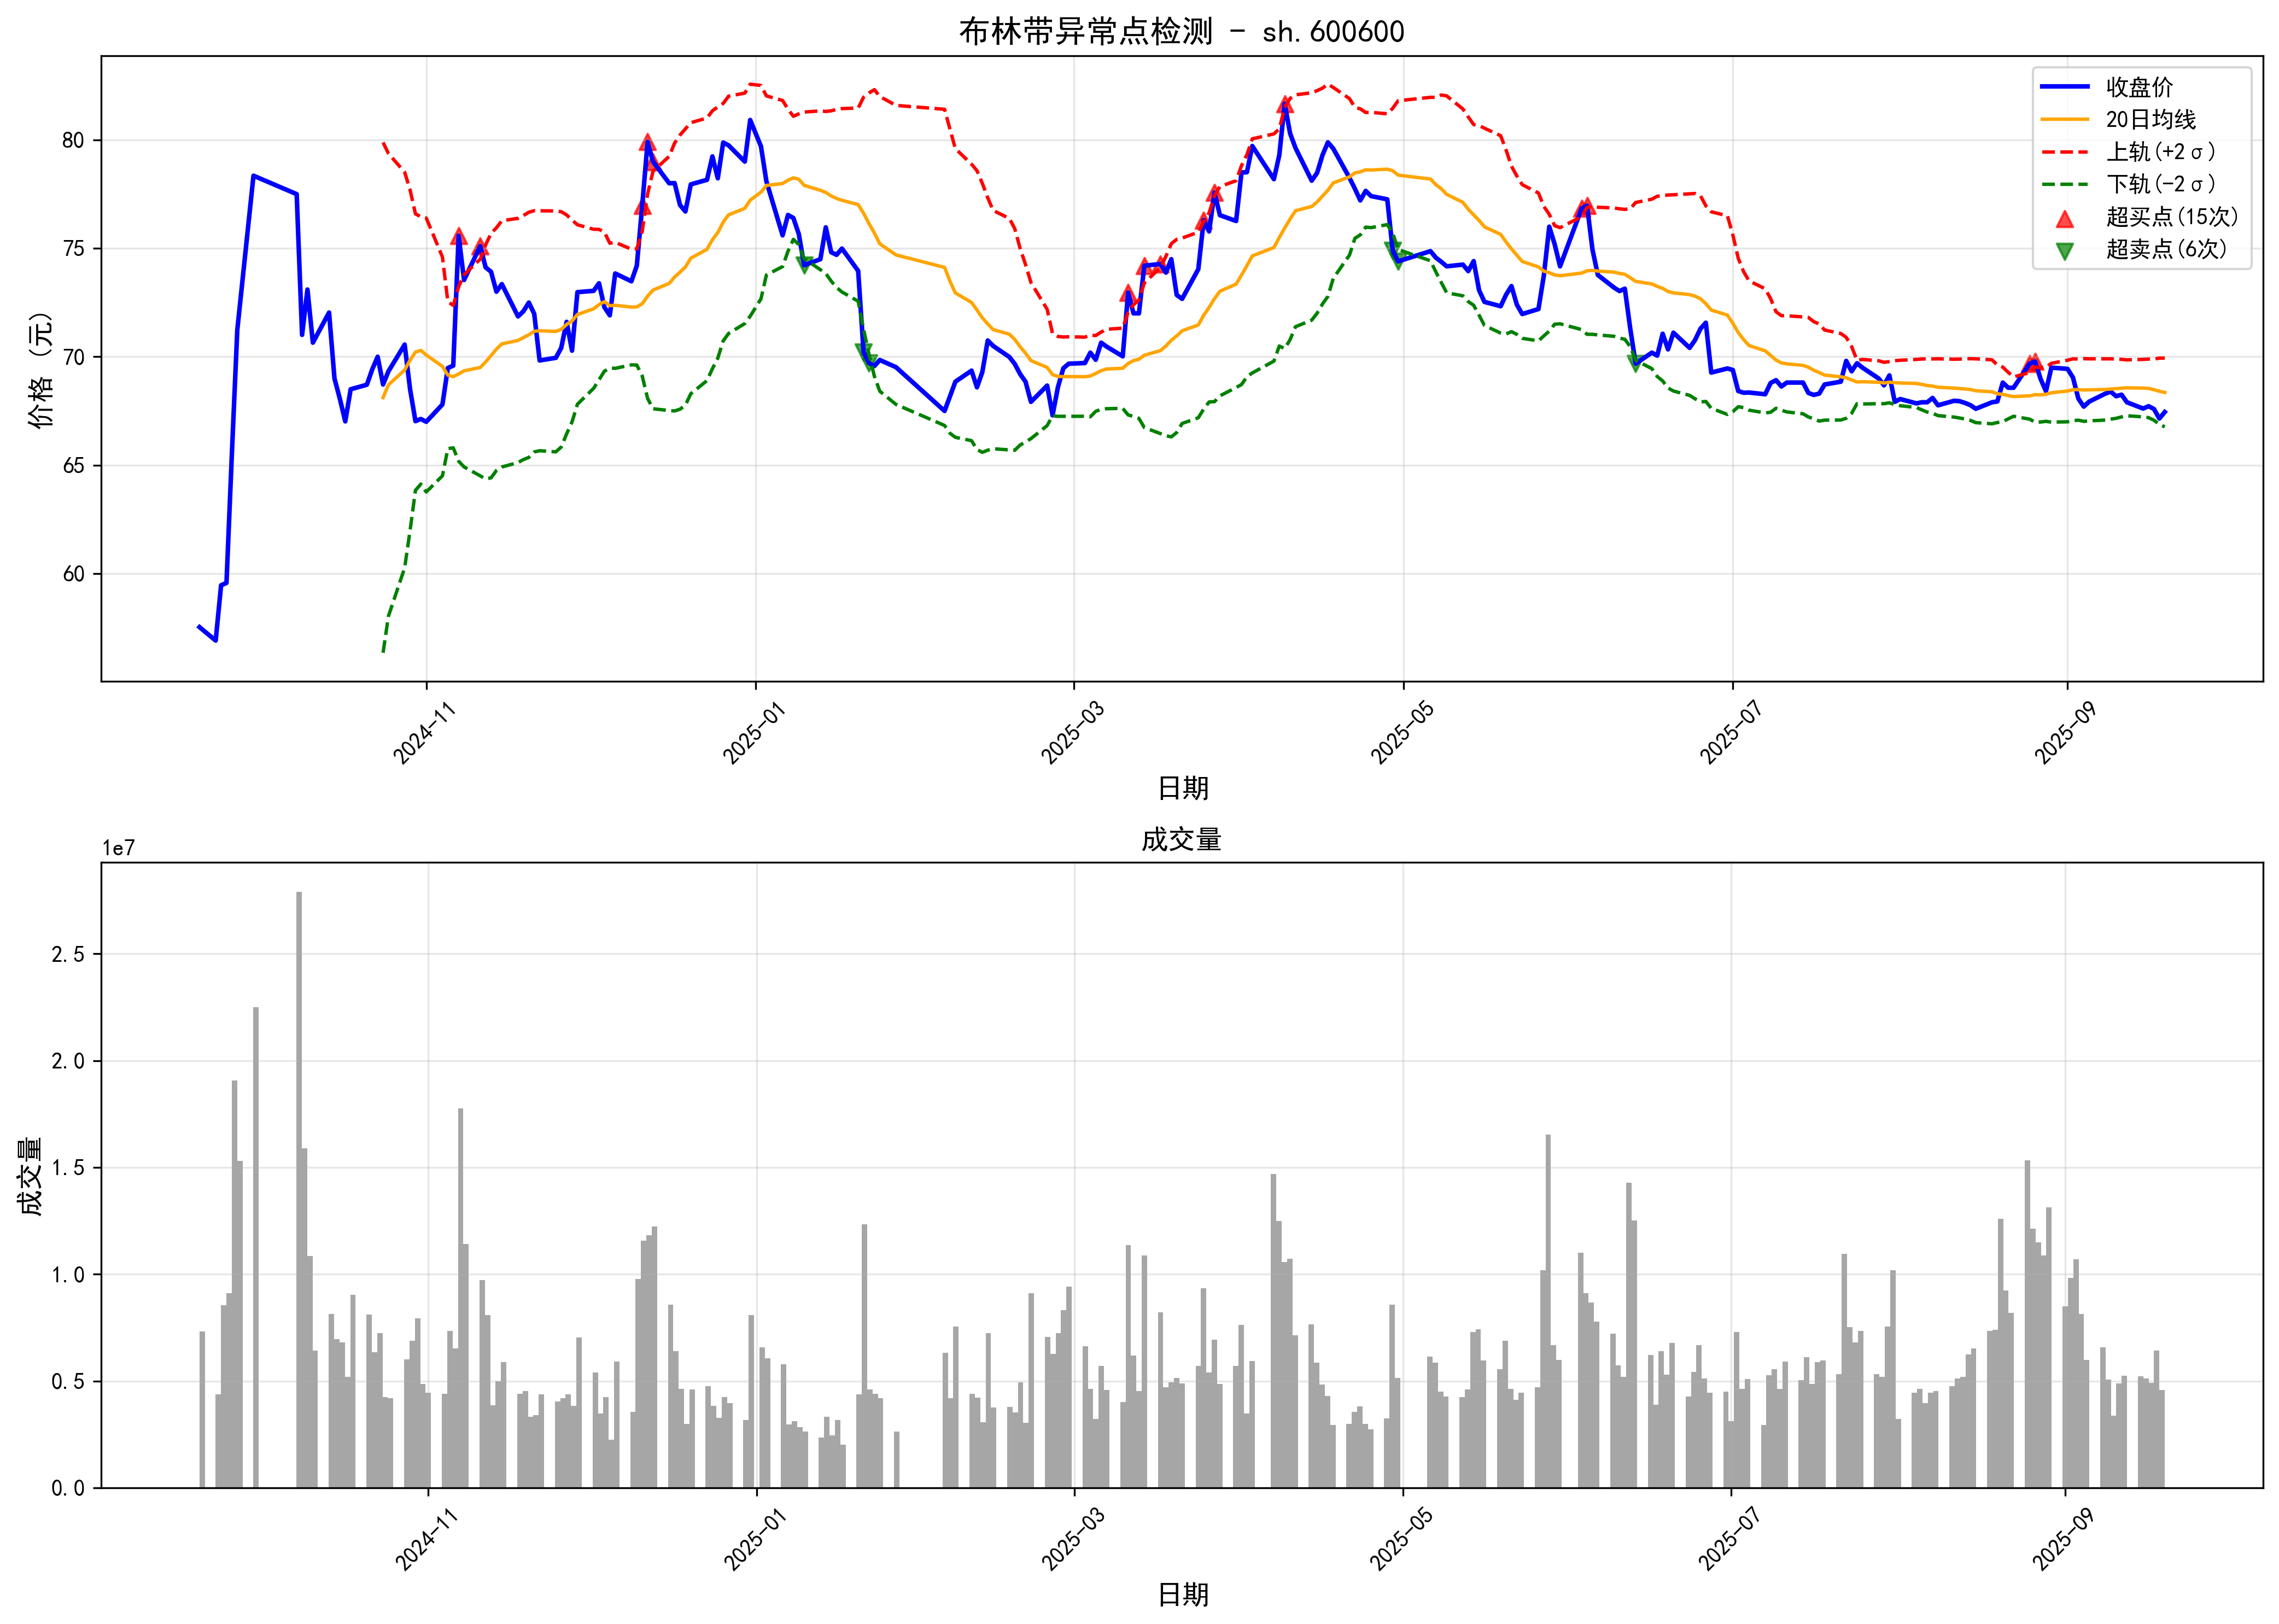 布林带异常点检测 - sh.600600
收盘价
20日均线
上轨(+2σ)
下轨(-2σ)
超买点(15次)
超卖点(6次)
价格 (元)
80
75
70
65
60
2024-11
2025-01
2025-03
2025-05
2025-07
2025-09
日期
成交量
1e7
成交量
2.5
2.0
1.5
1.0
0.5
0.0
2024-11
2025-01
2025-03
2025-05
2025-07
2025-09
日期